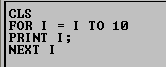 CLS
FOR I = I TO 10
PRINT I;
NEXT I